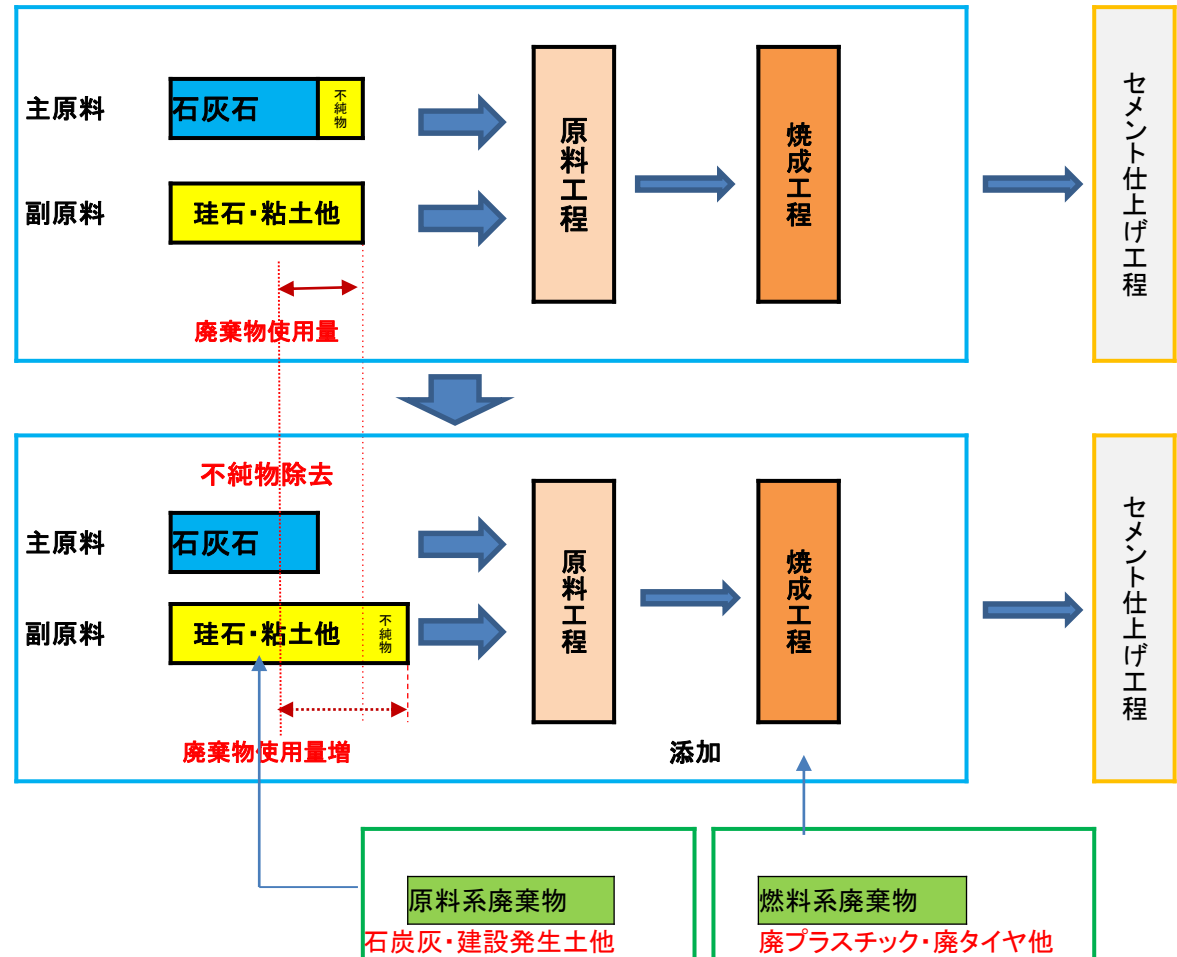 主原料
石灰石
不純物
原料工程
焼成工程
セメント仕上げ工程
副原料
珪石・粘土他
廃棄物使用量
不純物除去
主原料
石灰石
原料工程
焼成工程
セメント仕上げ工程
副原料
珪石・粘土他
不純物
廃棄物使用量増
添加
原料系廃棄物
石炭灰・建設発生土他
燃料系廃棄物
廃プラスチック・廃タイヤ他